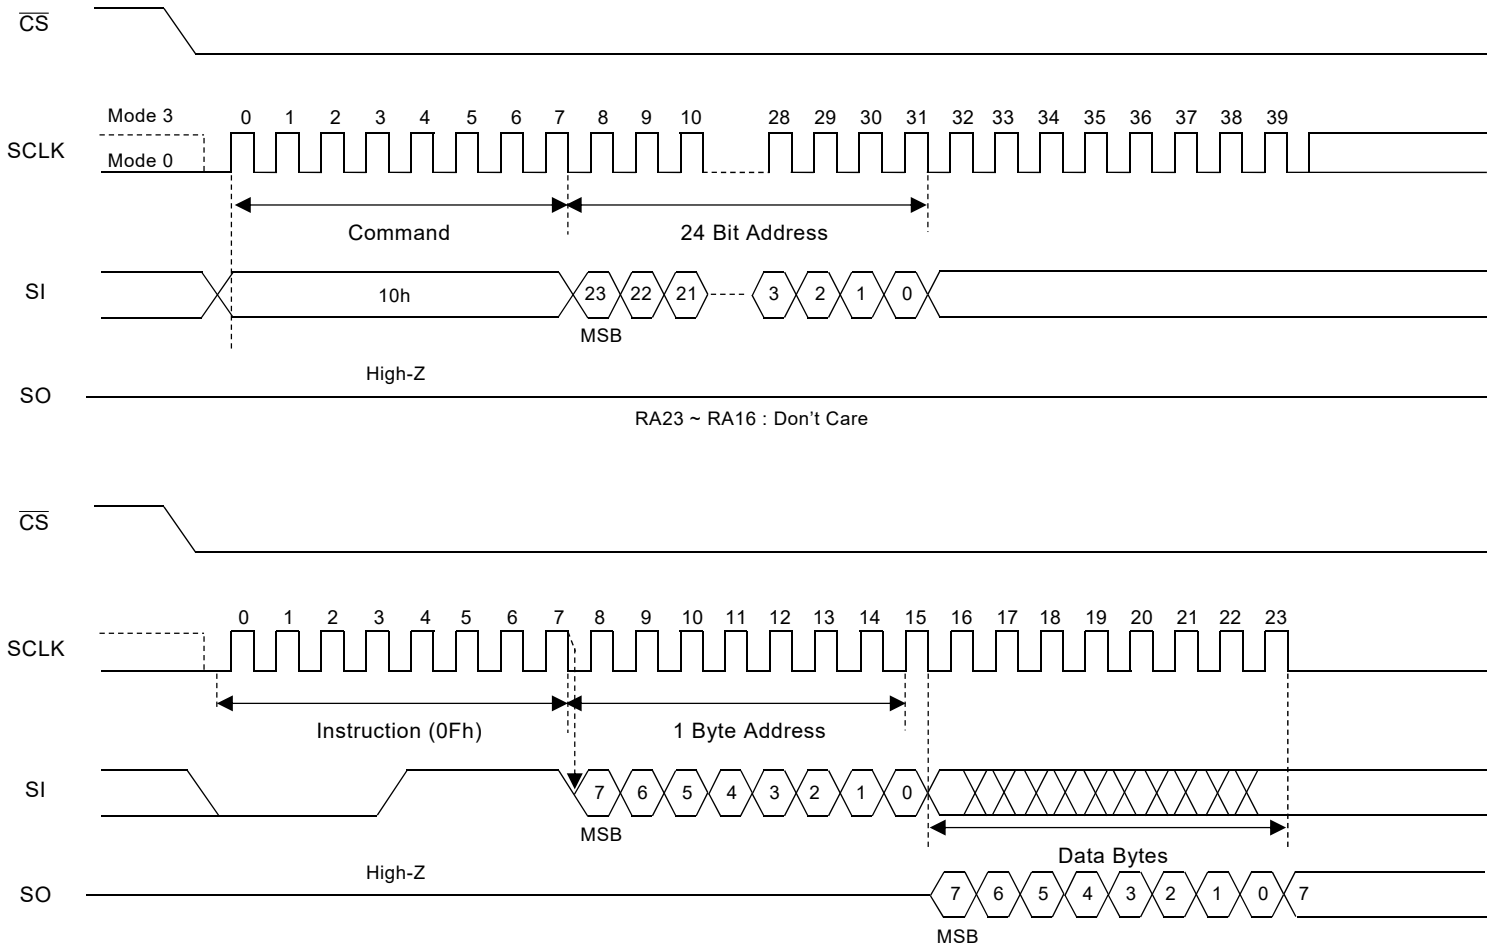 CS
Mode 3
0 1 2 3 4 5 6 7 8 9 10 28 29 30 31 32 33 34 35 36 37 38 39
SCLK
Mode 0
Command 24 Bit Address
SI 10h 23 22 21 3 2 1 0
MSB
High-Z
SO
RA23 ~ RA16 : Don't Care
CS
0 1 2 3 4 5 6 7 8 9 10 11 12 13 14 15 16 17 18 19 20 21 22 23
SCLK
Instruction (0Fh) 1 Byte Address
SI 7 6 5 4 3 2 1 0
MSB
Data Bytes
High-Z
SO 7 6 5 4 3 2 1 0 7
MSB